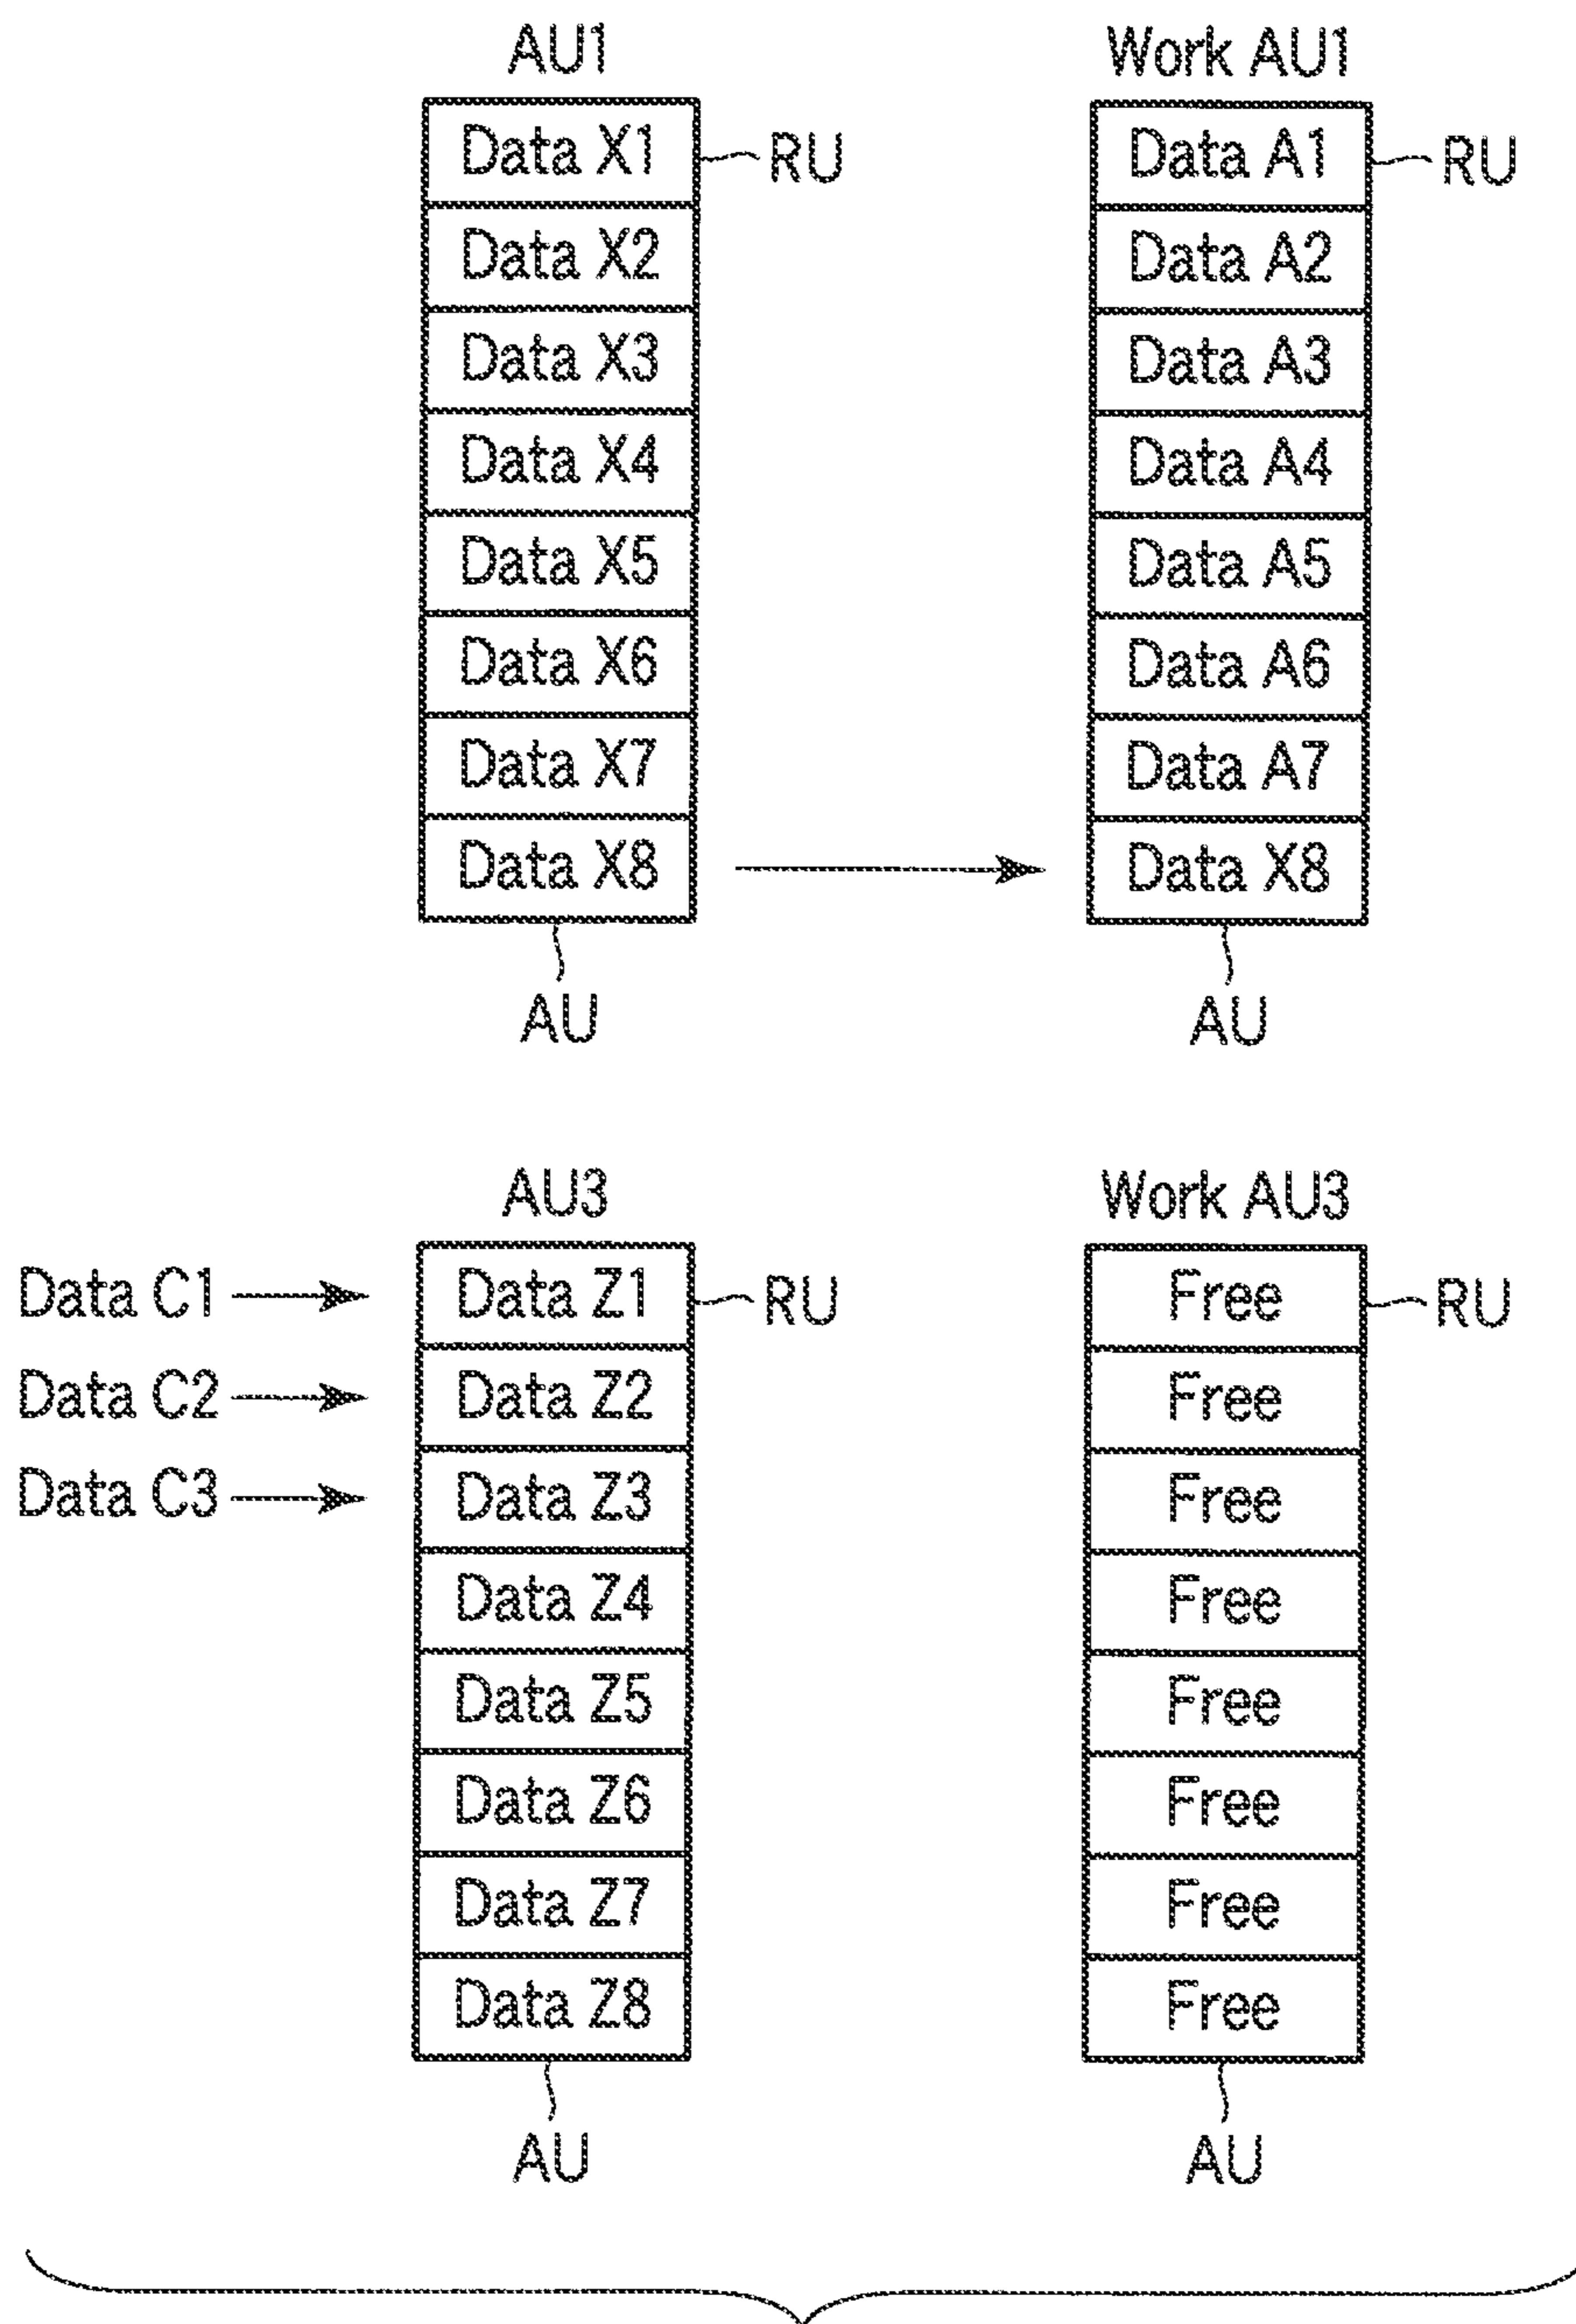 AU1
Work AU1
Data X1
RU
Data A1
RU
Data X2
Data A2
Data X3
Data A3
Data X4
Data A4
Data X5
Data A5
Data X6
Data A6
Data X7
Data A7
Data X8
Data X8
AU
AU
AU3
Work AU3
Data C1
Data Z1
RU
Free
RU
Data C2
Data Z2
Free
Data C3
Data Z3
Free
Data Z4
Free
Data Z5
Free
Data Z6
Free
Data Z7
Free
Data Z8
Free
AU
AU